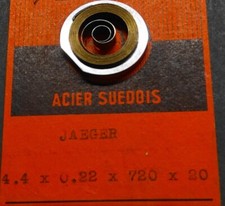 ACIER SUEDOIS
JAEGER
4.4 x 0.22 x 720 x 20